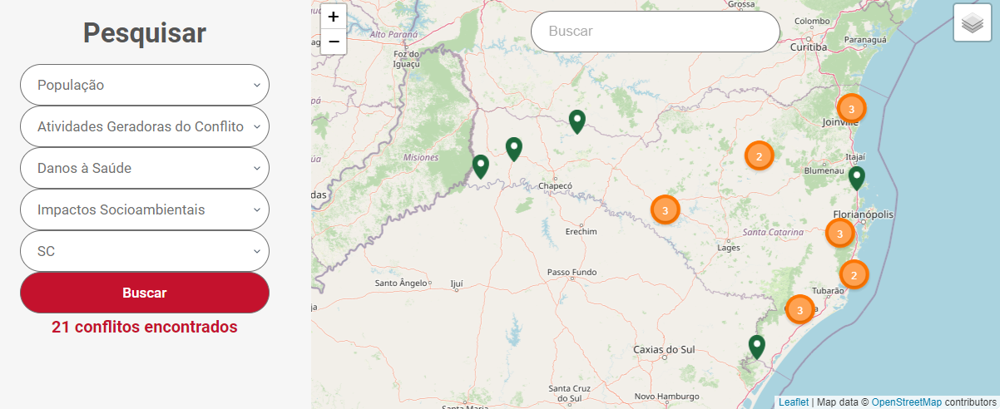 Pesquisar
População
Atividades Geradoras do Conflito
Danos à Saúde
Impactos Socioambientais
SC
Buscar
21 conflitos encontrados
+
−
Buscar
Grossa
Colombo
Curitiba
Paranaguá
Alto Paraná
Foz do
Iguaçu
3
Joinville
Misiones
2
Itajaí
Blumenau
Chapecó
das
3
Florianópolis
Erechim
Santa Catarina
3
Lages
Passo Fundo
2
Santo Ângelo
Ijuí
Tubarão
3
Caxias do Sul
Santa Cruz
do Sul
Novo Hamburgo
Santa Maria
Leaflet | Map data © OpenStreetMap contributors